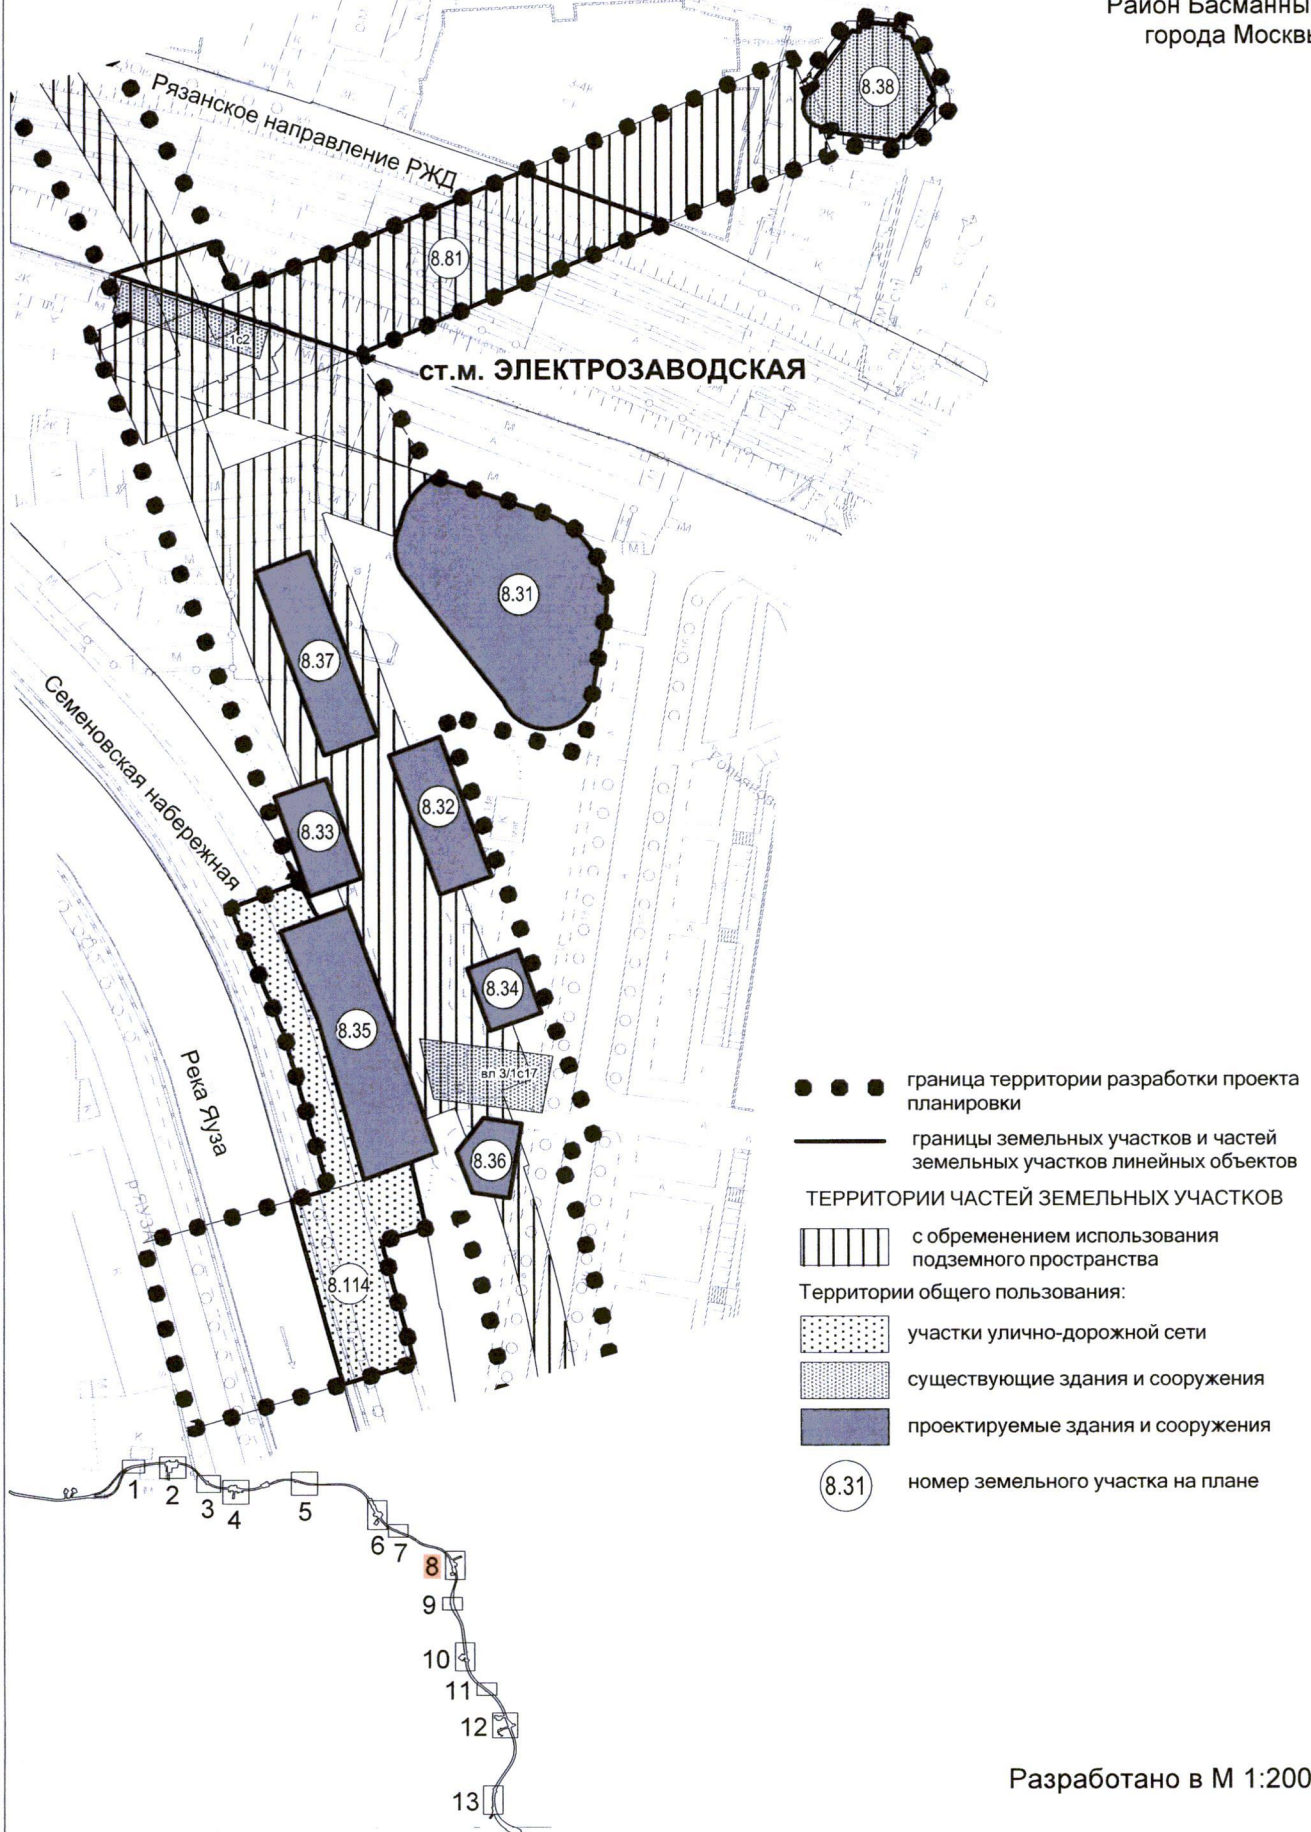 Район Басманны
города Москвы
8.38
Рязанское направление РЖД
8.81
1с2
ст.м. ЭЛЕКТРОЗАВОДСКАЯ
8.31
8.37
Семеновская набережная
8.32
8.33
8.34
8.35
вл 3/1с17
Река Яуза
р.ЯУЗА
8.36
8.114
граница территории разработки проекта
планировки
границы земельных участков и частей
земельных участков линейных объектов
ТЕРРИТОРИИ ЧАСТЕЙ ЗЕМЕЛЬНЫХ УЧАСТКОВ
с обременением использования
подземного пространства
Территории общего пользования:
участки улично-дорожной сети
существующие здания и сооружения
проектируемые здания и сооружения
8.31
номер земельного участка на плане
1
2
3
4
5
6
7
8
9
10
11
12
13
Разработано в М 1:200